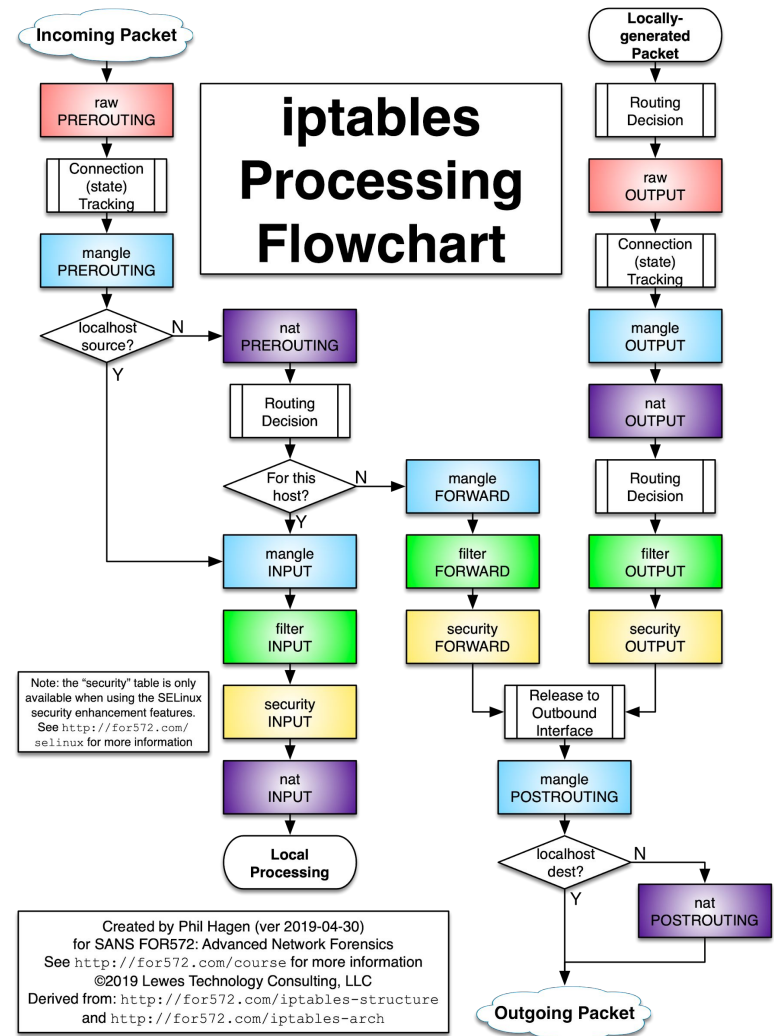 Incoming Packet
raw
PREROUTING
Connection
(state)
Tracking
mangle
PREROUTING
localhost
source?
N
Y
iptables
Processing
Flowchart
nat
PREROUTING
Routing
Decision
For this
host?
N
Y
mangle
INPUT
filter
INPUT
security
INPUT
nat
INPUT
Local
Processing
mangle
FORWARD
filter
FORWARD
security
FORWARD
Locally-
generated
Packet
Routing
Decision
raw
OUTPUT
Connection
(state)
Tracking
mangle
OUTPUT
nat
OUTPUT
Routing
Decision
filter
OUTPUT
security
OUTPUT
Release to
Outbound
Interface
mangle
POSTROUTING
localhost
dest?
N
Y
nat
POSTROUTING
Outgoing Packet
Note: the “security” table is only
available when using the SELinux
security enhancement features.
See http://for572.com/
selinux for more information
Created by Phil Hagen (ver 2019-04-30)
for SANS FOR572: Advanced Network Forensics
See http://for572.com/course for more information
©2019 Lewes Technology Consulting, LLC
Derived from: http://for572.com/iptables-structure
and http://for572.com/iptables-arch